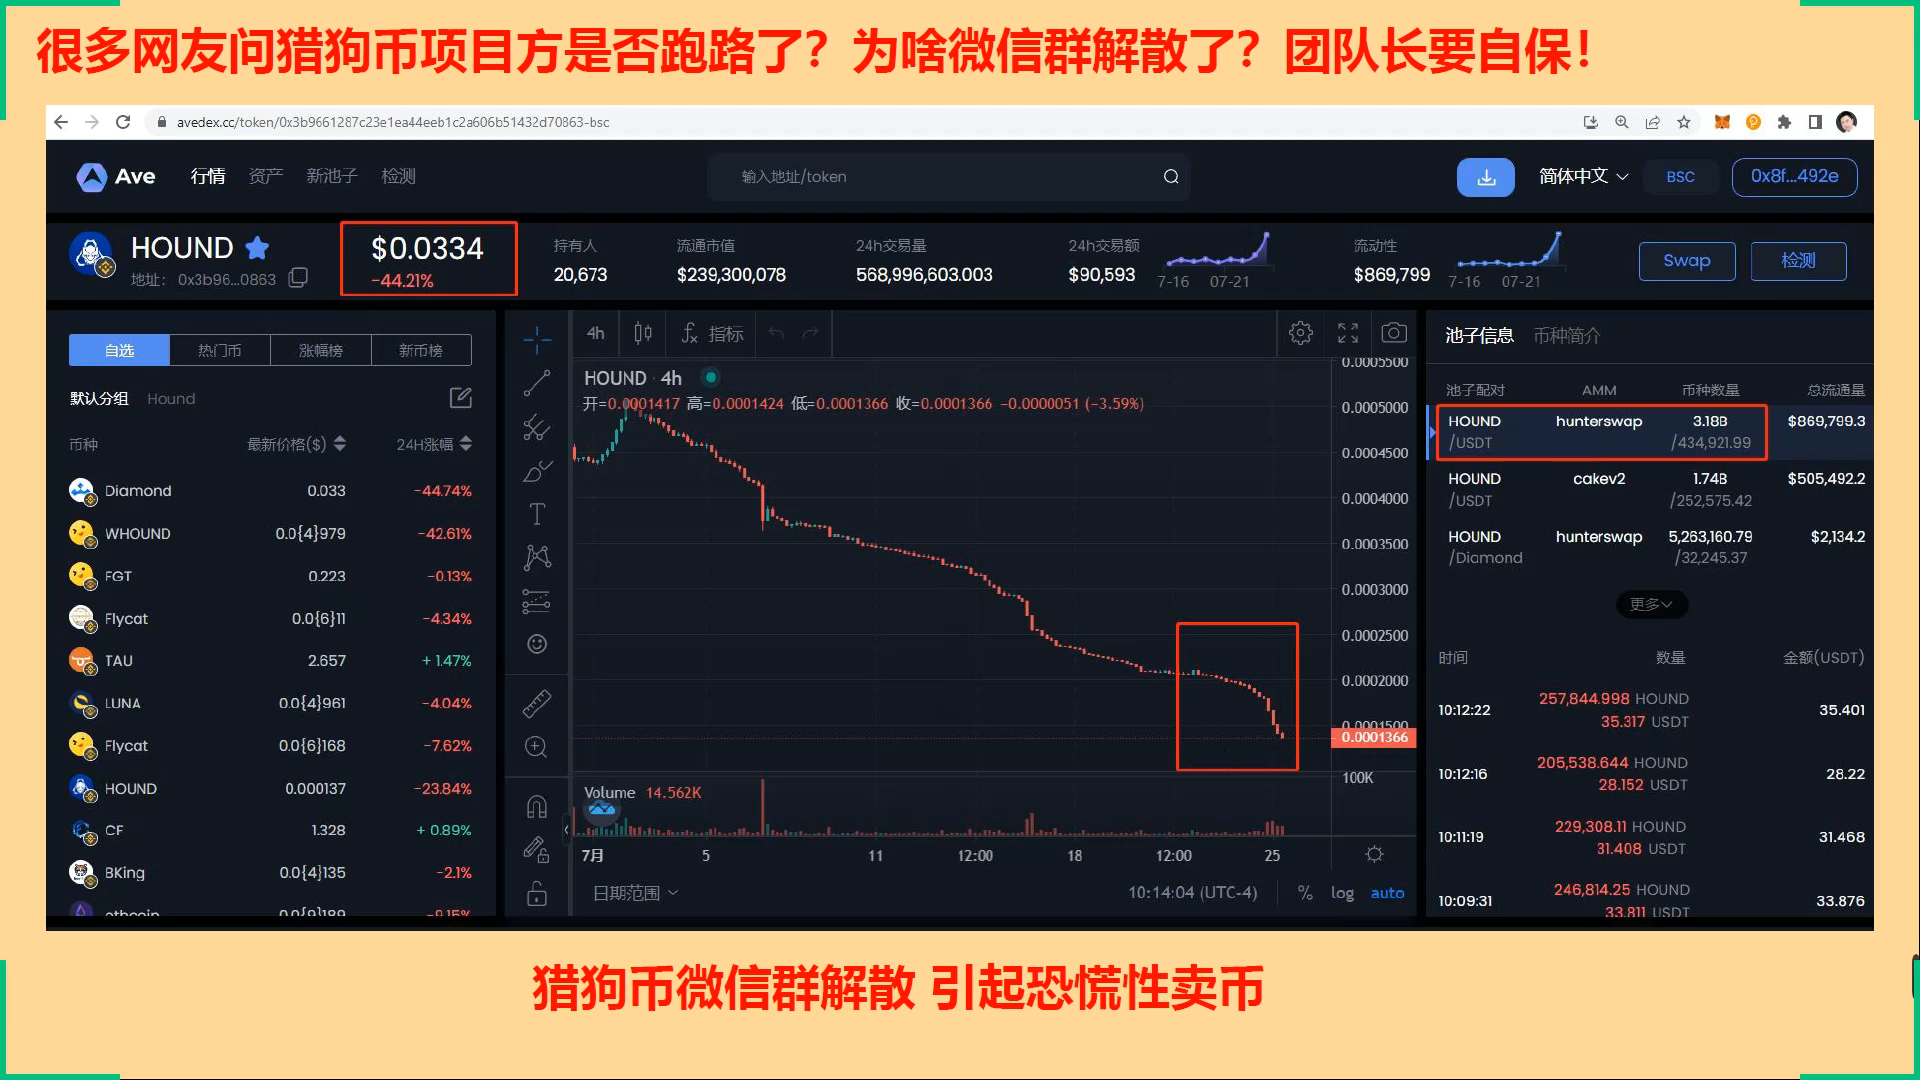 很多网友问猎狗币项目方是否跑路了？为啥微信群解散了？团队长要自保！
avedex.cc/token/0x3b9661287c23e1ea44eeb1c2a606b51432d70863-bsc
Ave 行情 资产 新池子 检测 输入地址/token 简体中文 BSC 0x8f...492e
HOUND $0.0334 持有人 流通市值 24h交易量 24h交易额 流动性
地址： 0x3b96...0863 -44.21% 20,673 $239,300,078 568,996,603.003 $90,593 7-16 07-21 $869,799 7-16 07-21 Swap 检测
自选 热门币 涨幅榜 新币榜
默认分组 Hound
币种 最新价格($) 24H涨幅
Diamond 0.033 -44.74%
WHOUND 0.0{4}979 -42.61%
FGT 0.223 -0.13%
Flycat 0.0{6}11 -4.34%
TAU 2.657 +1.47%
LUNA 0.0{4}961 -4.04%
Flycat 0.0{6}168 -7.62%
HOUND 0.000137 -23.84%
CF 1.328 +0.89%
BKing 0.0{4}135 -2.1%
ethcoin 0.0{9}189 -9.15%
4h 指标
HOUND · 4h
开=0.0001417 高=0.0001424 低=0.0001366 收=0.0001366 -0.0000051 (-3.59%)
0.0005500
0.0005000
0.0004500
0.0004000
0.0003500
0.0003000
0.0002500
0.0002000
0.0001500
0.0001366
100K
Volume 14.562K
7月 5 11 12:00 18 12:00 25
日期范围 10:14:04 (UTC-4) % log auto
池子信息 币种简介
池子配对 AMM 币种数量 总流通量
HOUND hunterswap 3.18B $869,799.3
/USDT /434,921.99
HOUND cakev2 1.74B $505,492.2
/USDT /252,575.42
HOUND hunterswap 5,263,160.79 $2,134.2
/Diamond /32,245.37
更多
时间 数量 金额(USDT)
10:12:22 257,844.998 HOUND 35.401
35.317 USDT
10:12:16 205,538.644 HOUND 28.22
28.152 USDT
10:11:19 229,308.11 HOUND 31.468
31.408 USDT
10:09:31 246,814.25 HOUND 33.876
33.811 USDT
猎狗币微信群解散 引起恐慌性卖币